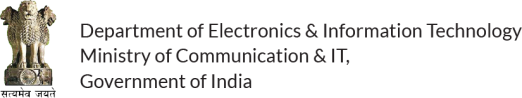 Department of Electronics & Information Technology
Ministry of Communication & IT,
Government of India
सत्यमेव जयते